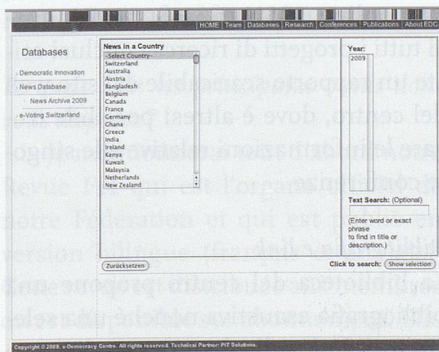 HOME | Team | Databases | Research | Conferences | Publications | About EDC
Databases
Democratic Innovation
News Database
News Archive 2009
e-Voting Switzerland
News in a Country
--Select Country--
Switzerland
Australia
Austria
Bangladesh
Belgium
Canada
France
Germany
Ghana
Greece
India
Ireland
Kenya
Kuwait
Malaysia
Netherlands
New Zealand
Zurücksetzen
Year:
2009
Text Search: (Optional)
(Enter word or exact
phrase
to find in title or
description.)
Click to search: Show selection
Copyright © 2009. e-Democracy Centre. All rights reserved. Technical Partner: PIT Solutions.